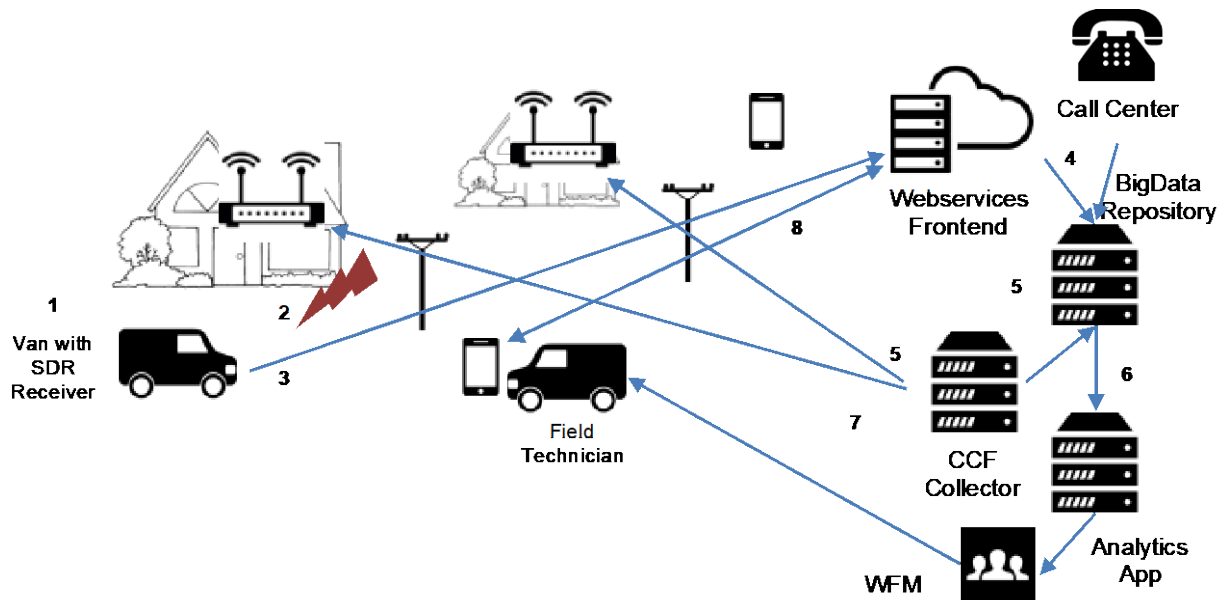 Call Center
4
BigData
Repository
Webservices
Frontend
8
1
2
5
Van with
SDR
Receiver
3
5
6
7
Field
Technician
CCF
Collector
Analytics
App
WFM